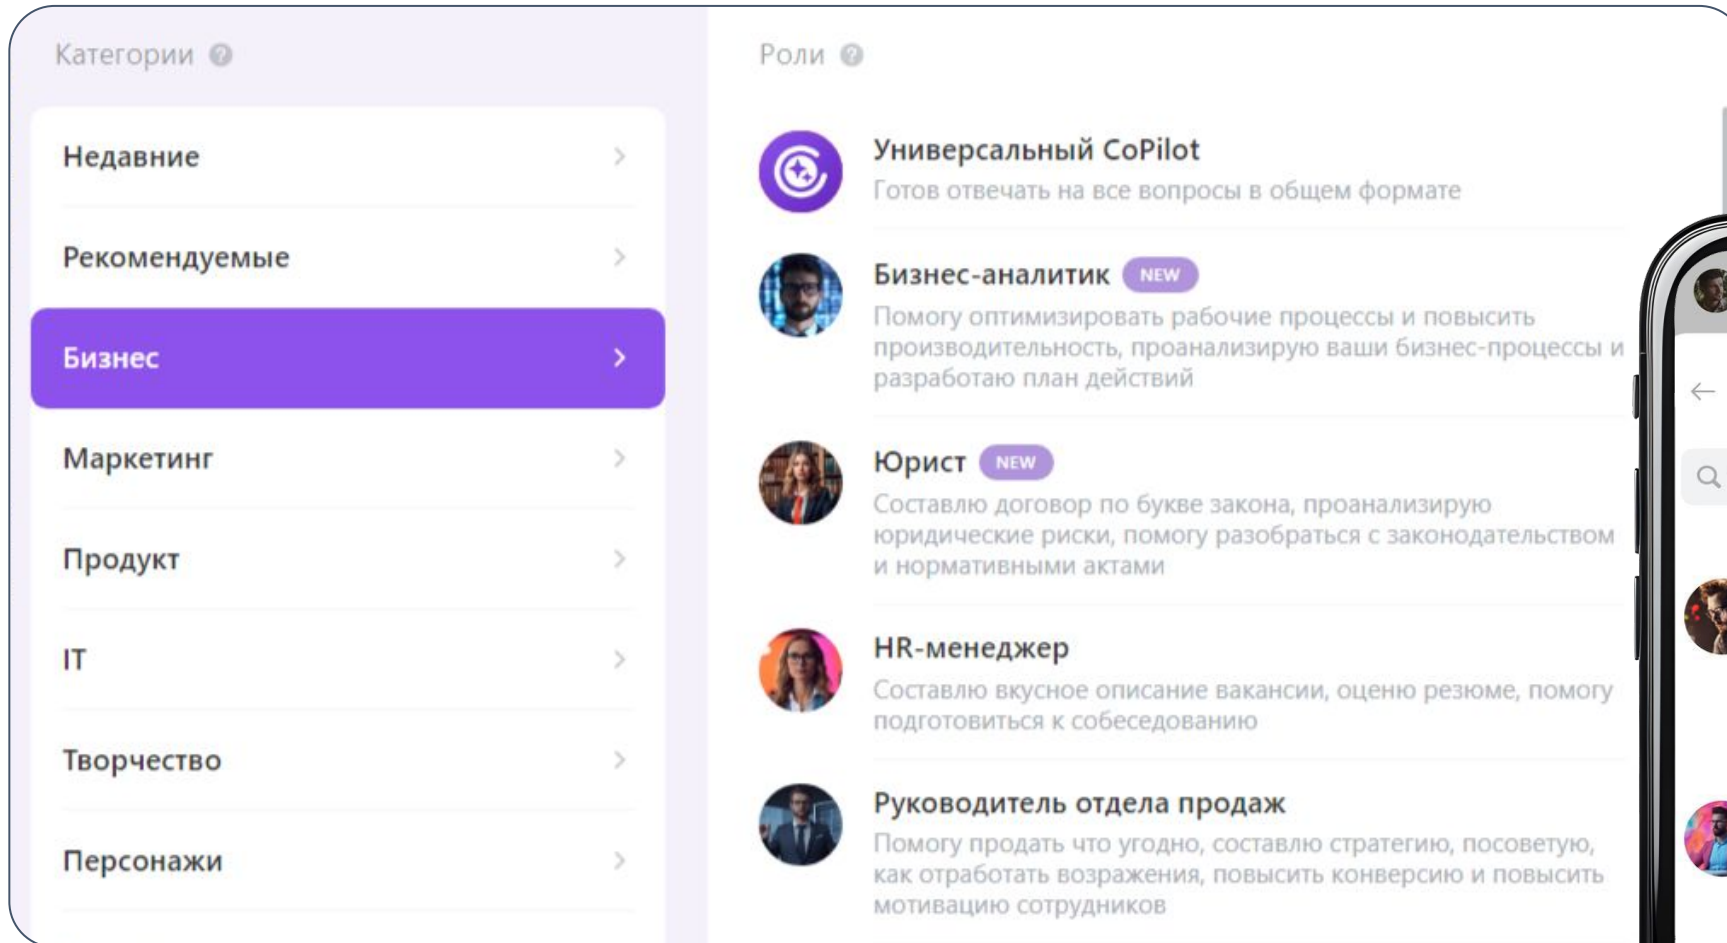 Категории
Недавние
Рекомендуемые
Бизнес
Маркетинг
Продукт
IT
Творчество
Персонажи
Роли
Универсальный CoPilot
Готов отвечать на все вопросы в общем формате
Бизнес-аналитик NEW
Помогу оптимизировать рабочие процессы и повысить
производительность, проанализирую ваши бизнес-процессы и
разработаю план действий
Юрист NEW
Составлю договор по букве закона, проанализирую
юридические риски, помогу разобраться с законодательством
и нормативными актами
HR-менеджер
Составлю вкусное описание вакансии, оценю резюме, помогу
подготовиться к собеседованию
Руководитель отдела продаж
Помогу продать что угодно, составлю стратегию, посоветую,
как отработать возражения, повысить конверсию и повысить
мотивацию сотрудников